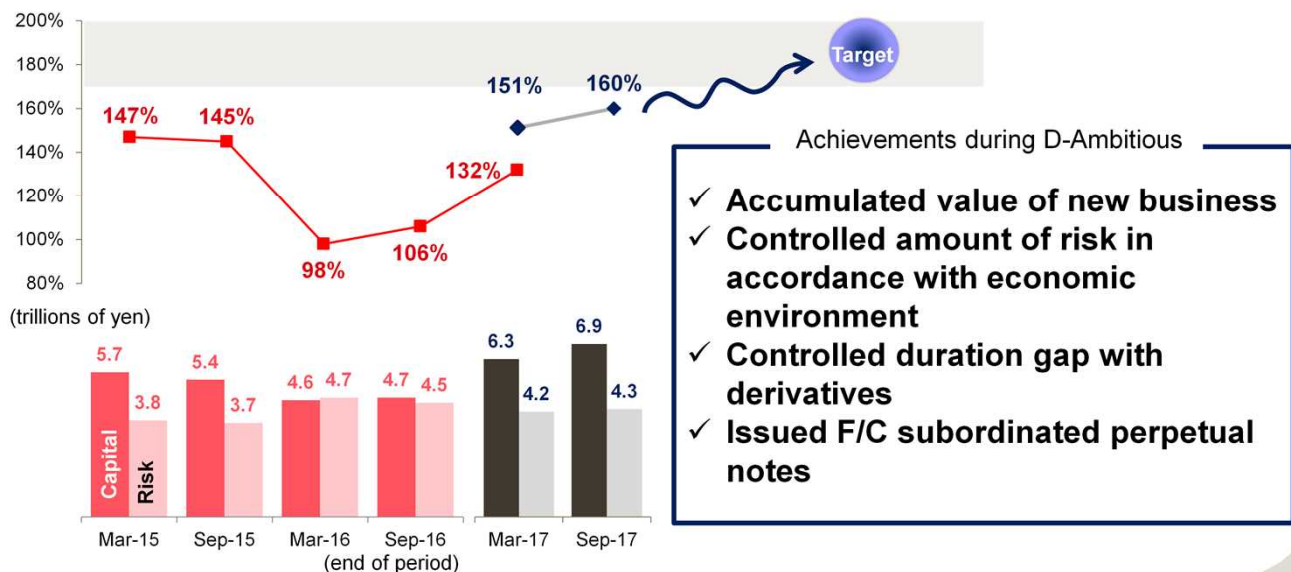 200%
180%
160%
140%
120%
100%
80%
147%
145%
98%
106%
132%
151%
160%
Target
(trillions of yen)
5.7
3.8
5.4
3.7
4.6
4.7
4.7
4.5
6.3
4.2
6.9
4.3
Capital
Risk
Mar-15
Sep-15
Mar-16
Sep-16
Mar-17
Sep-17
(end of period)
Achievements during D-Ambitious
✓ Accumulated value of new business
✓ Controlled amount of risk in
accordance with economic
environment
✓ Controlled duration gap with
derivatives
✓ Issued F/C subordinated perpetual
notes